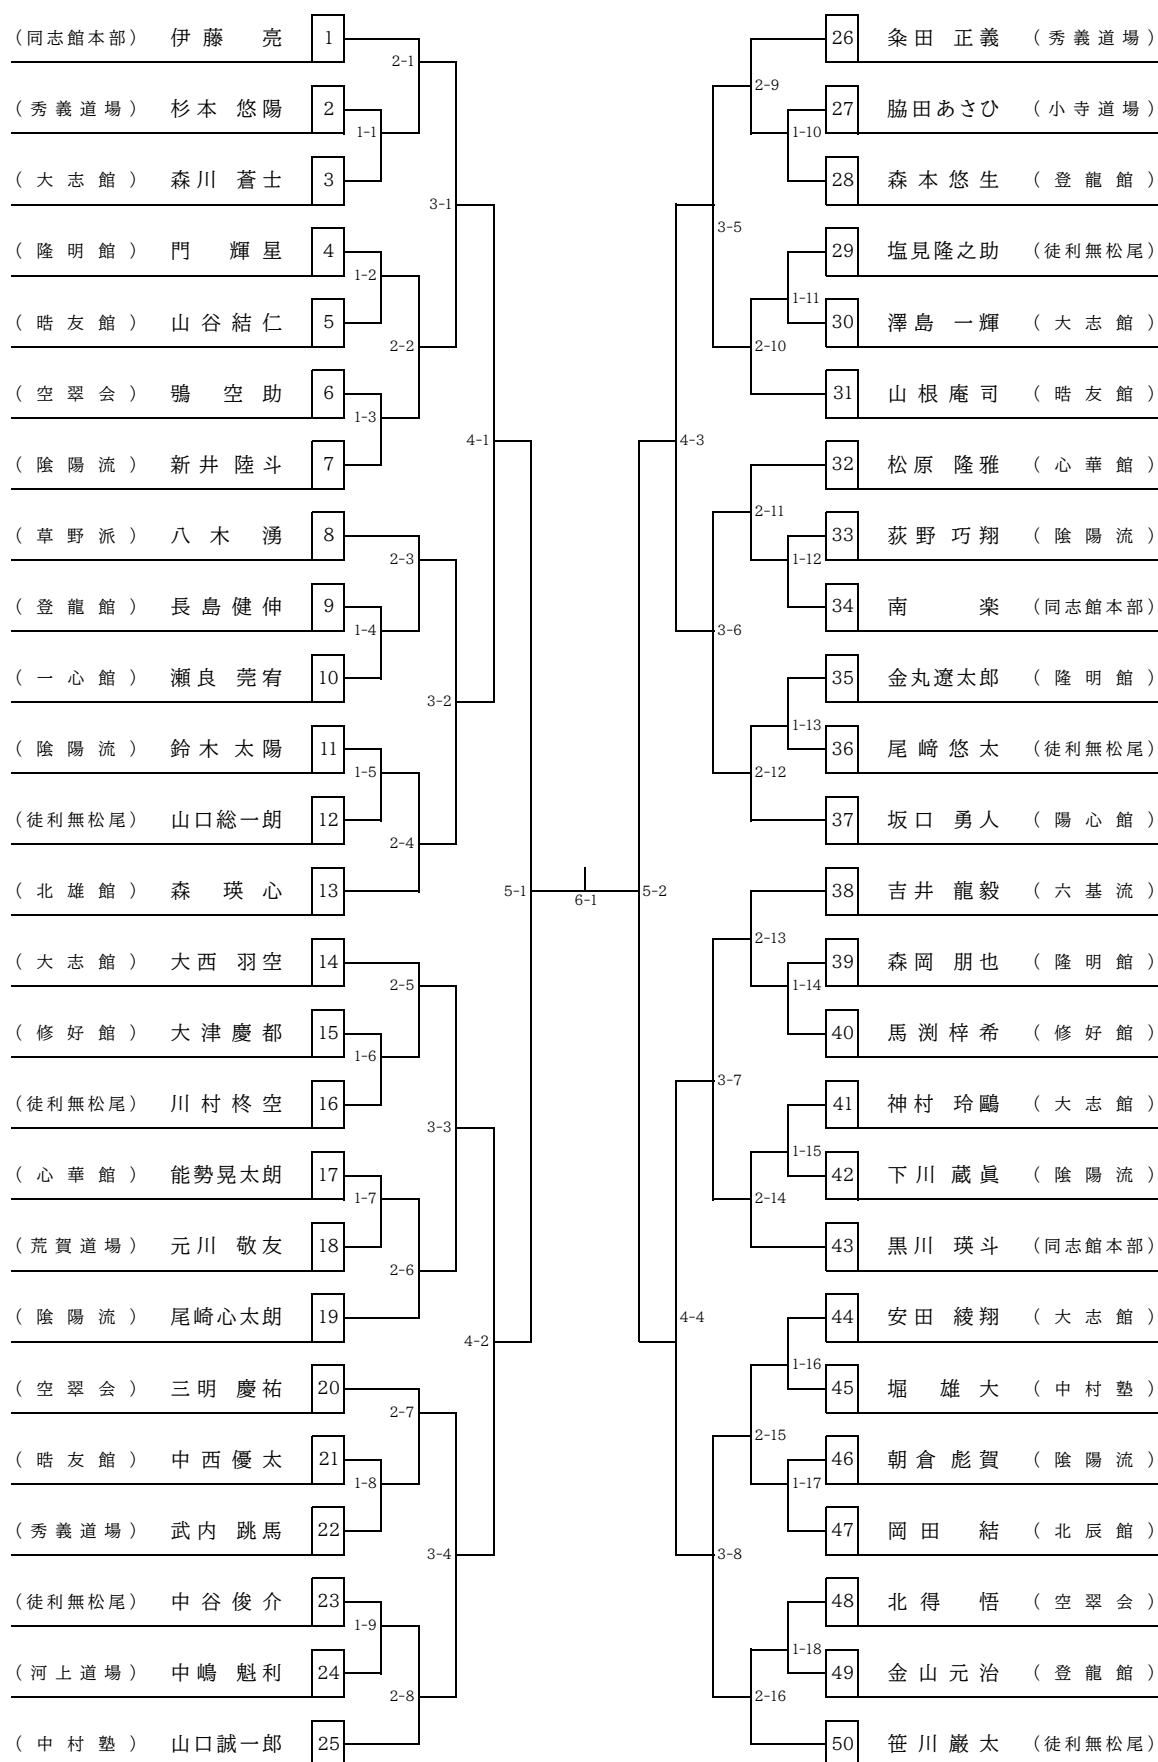 (同志館本部) 伊藤 亮 1
2-1
(秀義道場) 杉本 悠陽 2
1-1
(大志館) 森川 蒼士 3
3-1
(隆明館) 門 輝星 4
1-2
(晧友館) 山谷結仁 5
2-2
(空翠会) 鴞 空助 6
1-3
(陰陽流) 新井陸斗 7
4-1
(草野派) 八木 湧 8
2-3
(登龍館) 長島健伸 9
1-4
(一心館) 瀬良 莞宥 10
3-2
(陰陽流) 鈴木太陽 11
1-5
(徒利無松尾) 山口総一朗 12
2-4
(北雄館) 森 瑛心 13
5-1
(大志館) 大西 羽空 14
2-5
(修好館) 大津慶都 15
1-6
(徒利無松尾) 川村柊空 16
3-3
(心華館) 能勢晃太朗 17
1-7
(荒賀道場) 元川 敬友 18
2-6
(陰陽流) 尾崎心太朗 19
4-2
(空翠会) 三明 慶祐 20
2-7
(晧友館) 中西優太 21
1-8
(秀義道場) 武内 跳馬 22
3-4
(徒利無松尾) 中谷俊介 23
1-9
(河上道場) 中嶋 魁利 24
2-8
(中村塾) 山口誠一郎 25
6-1
26 粂田 正義 (秀義道場)
2-9
27 脇田あさひ (小寺道場)
1-10
28 森本悠生 (登龍館)
3-5
29 塩見隆之助 (徒利無松尾)
1-11
30 澤島 一輝 (大志館)
2-10
31 山根庵司 (晧友館)
4-3
32 松原 隆雅 (心華館)
2-11
33 荻野巧翔 (陰陽流)
1-12
34 南 楽 (同志館本部)
3-6
35 金丸遼太郎 (隆明館)
1-13
36 尾﨑悠太 (徒利無松尾)
2-12
37 坂口 勇人 (陽心館)
5-2
38 吉井 龍毅 (六基流)
2-13
39 森岡 朋也 (隆明館)
1-14
40 馬渕梓希 (修好館)
3-7
41 神村 玲鷗 (大志館)
1-15
42 下川蔵眞 (陰陽流)
2-14
43 黒川 瑛斗 (同志館本部)
4-4
44 安田 綾翔 (大志館)
1-16
45 堀 雄大 (中村塾)
2-15
46 朝倉彪賀 (陰陽流)
1-17
47 岡田 結 (北辰館)
3-8
48 北得 悟 (空翠会)
1-18
49 金山元治 (登龍館)
2-16
50 笹川巌太 (徒利無松尾)